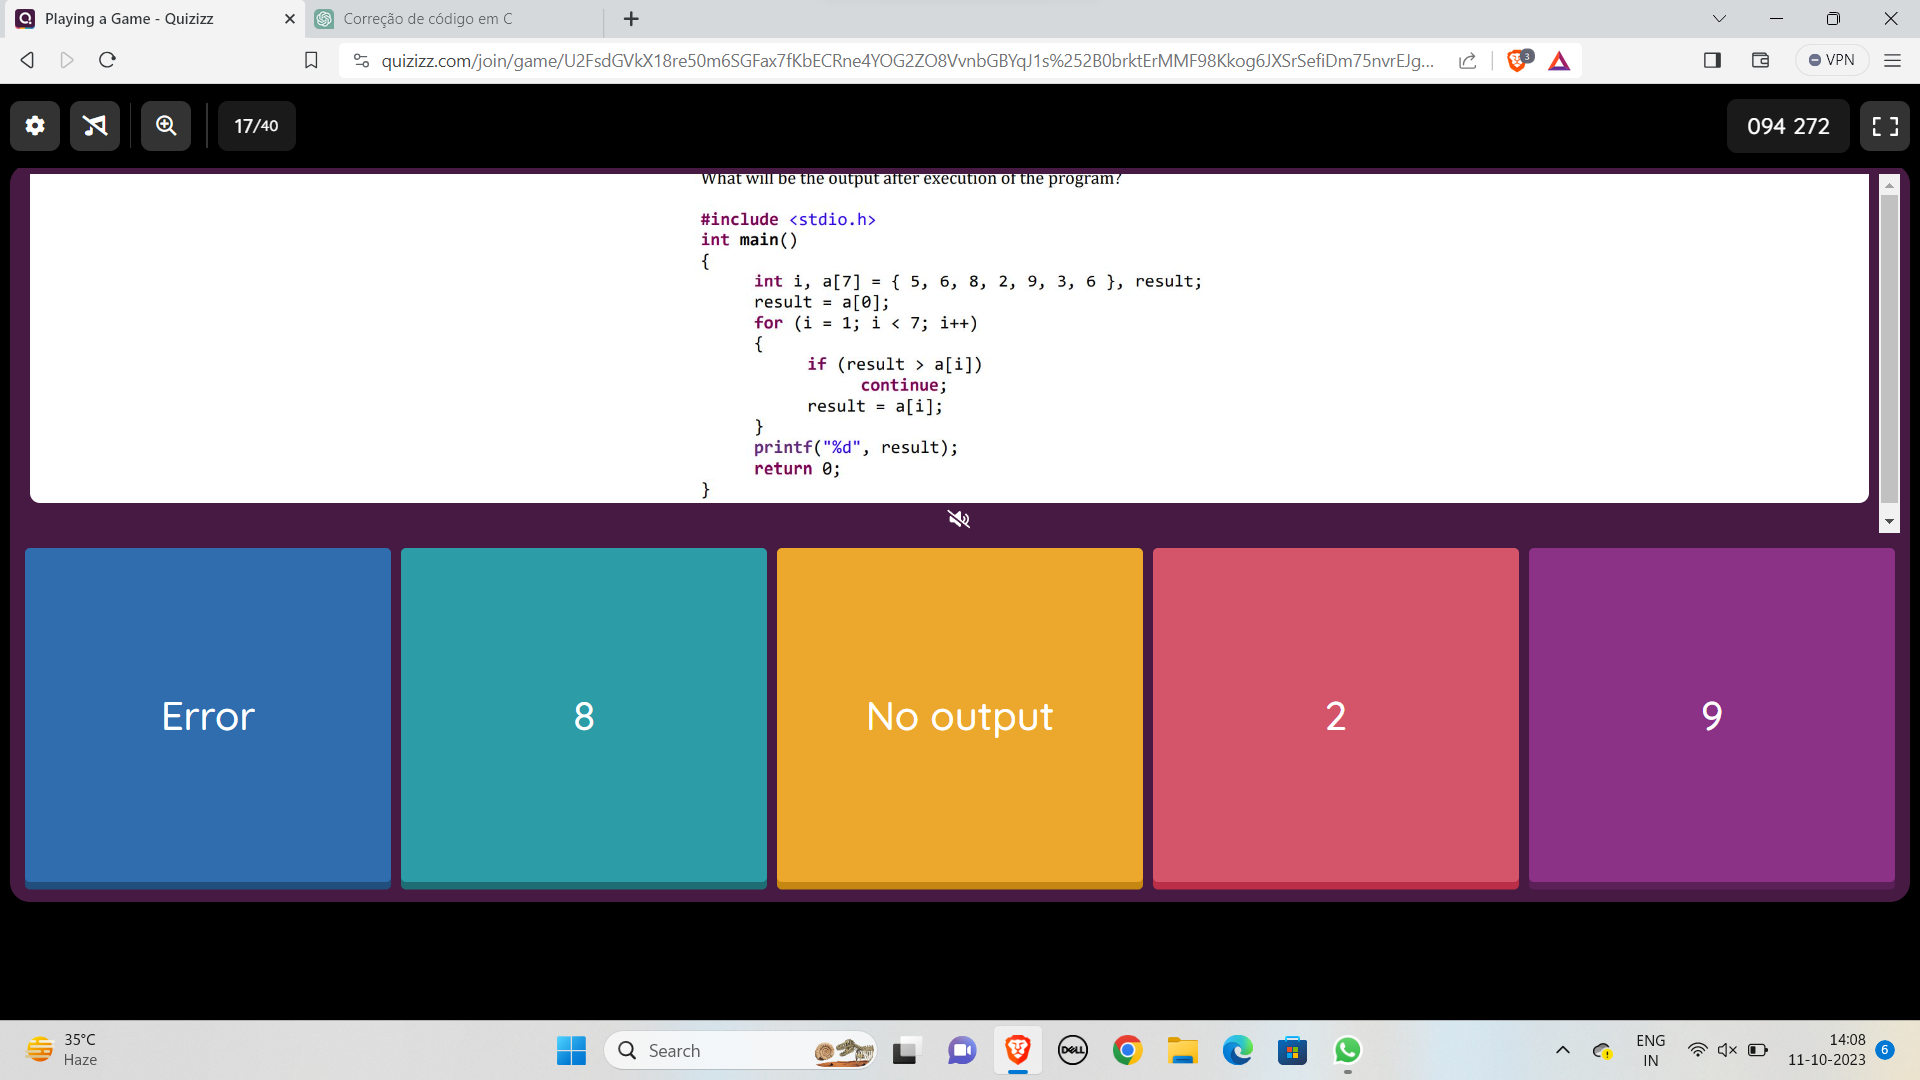 Playing a Game - Quizizz
Correção de código em C
quizizz.com/join/game/U2FsdGVkX18re50m6SGFax7fKbECRne4YOG2ZO8VvnbGBYqJ1s%252B0brktErMMF98Kkog6JXSrSefiDm75nvrEJg...
3
VPN
17/40
094 272
What will be the output after execution of the program?
#include <stdio.h>
int main()
{
int i, a[7] = { 5, 6, 8, 2, 9, 3, 6 }, result;
result = a[0];
for (i = 1; i < 7; i++)
{
if (result > a[i])
continue;
result = a[i];
}
printf("%d", result);
return 0;
}
Error
8
No output
2
9
35°C
Haze
Search
DELL
ENG
IN
14:08
11-10-2023
6